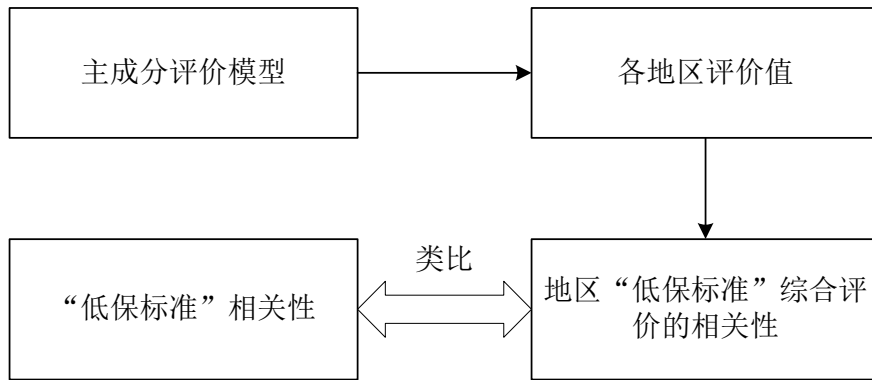 主成分评价模型
各地区评价值
类比
“低保标准”相关性
地区“低保标准”综合评
价的相关性